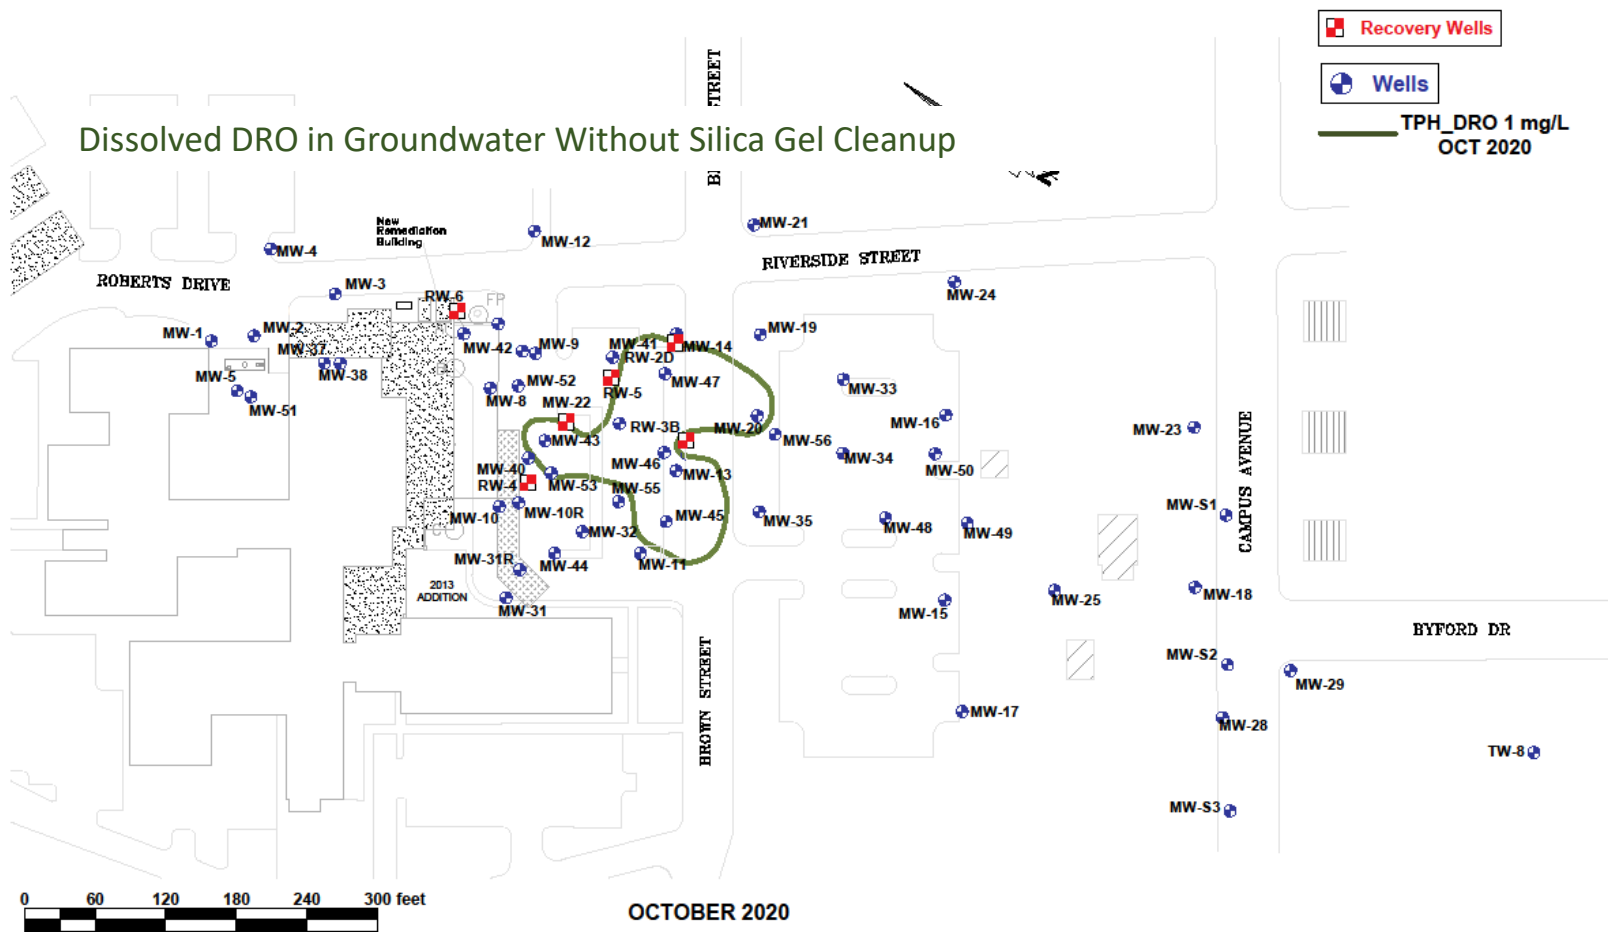 Recovery Wells
Wells
TPH_DRO 1 mg/L
OCT 2020
STREET
Dissolved DRO in Groundwater Without Silica Gel Cleanup
New
Remediation
Building
MW-4
MW-12
MW-21
RIVERSIDE STREET
ROBERTS DRIVE
MW-3
RW-6
FP
MW-24
MW-1
MW-2
MW-37
MW-38
MW-42
MW-9
MW-41
RW-2D
MW-14
MW-19
MW-5
MW-51
MW-8
MW-52
RW-5
MW-47
MW-33
MW-22
MW-43
RW-3B
MW-20
MW-56
MW-16
MW-23
MW-40
RW-4
MW-53
MW-46
MW-13
MW-34
MW-50
CAMPUS AVENUE
MW-10
MW-10R
MW-55
MW-45
MW-35
MW-48
MW-49
MW-S1
MW-32
MW-31R
MW-44
MW-11
2013
ADDITION
MW-31
MW-15
MW-25
MW-18
BYFORD DR
BROWN STREET
MW-S2
MW-29
MW-17
MW-28
TW-8
MW-S3
0 60 120 180 240 300 feet
OCTOBER 2020